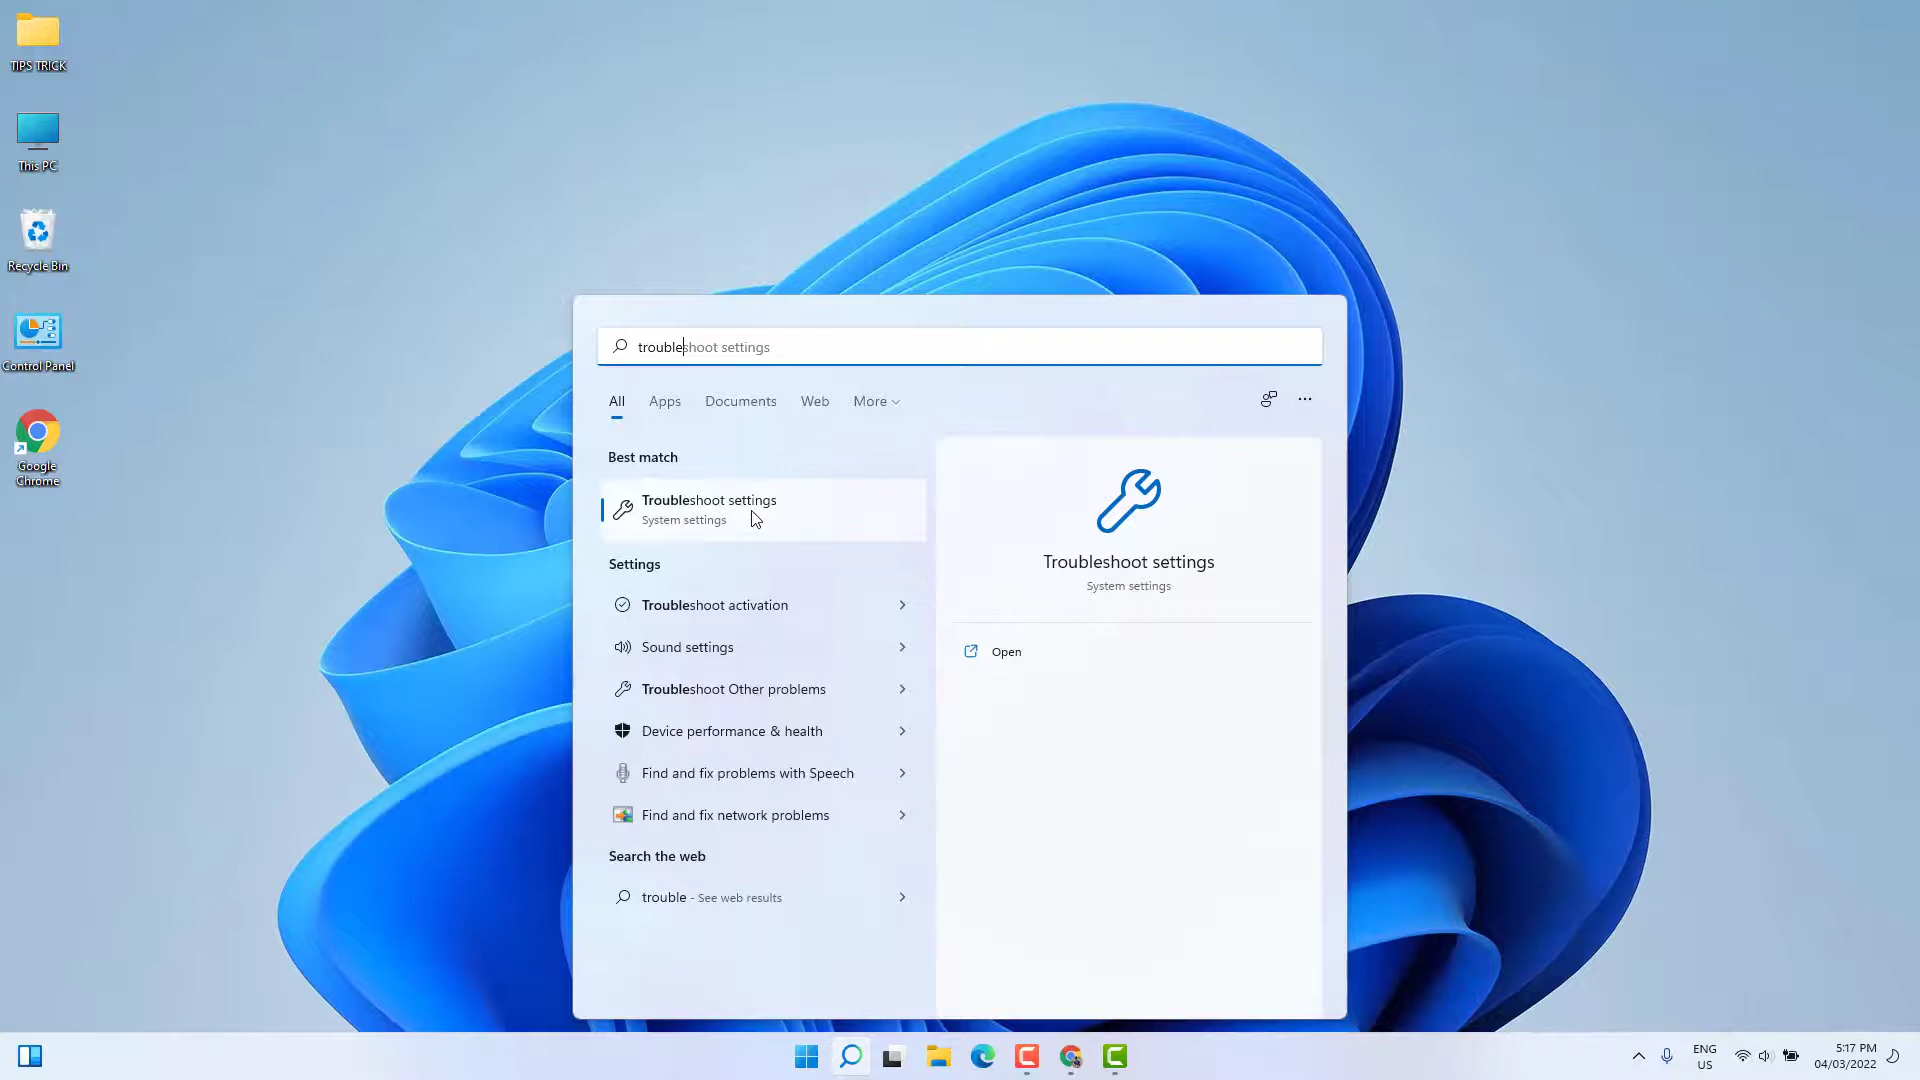 TIPS TRICK
This PC
Recycle Bin
Control Panel
Google
Chrome
troubleshoot settings
All Apps Documents Web More
Best match
Troubleshoot settings
System settings
Settings
Troubleshoot activation
Sound settings
Troubleshoot Other problems
Device performance & health
Find and fix problems with Speech
Find and fix network problems
Search the web
trouble - See web results
Troubleshoot settings
System settings
Open
ENG
US
5:17 PM
04/03/2022